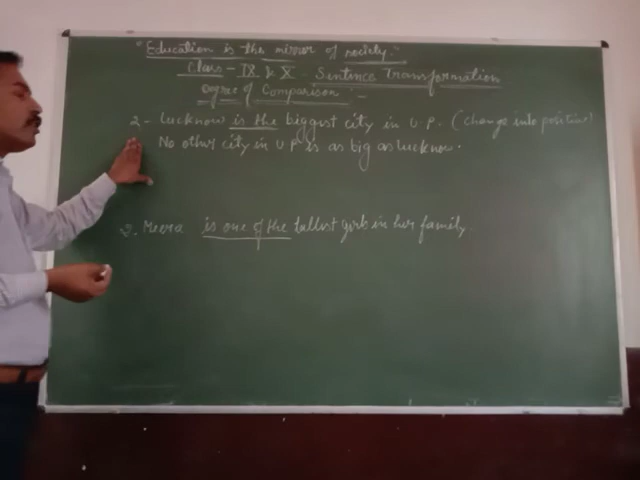 "Education is the mirror of society."
Class - IX & X - Sentence Transformation
Degree of Comparison :-
2- Lucknow is the biggest city in U.P. (Change into positive)
No other city in U.P. is as big as lucknow.
3. Meera is one of the tallest girls in her family.